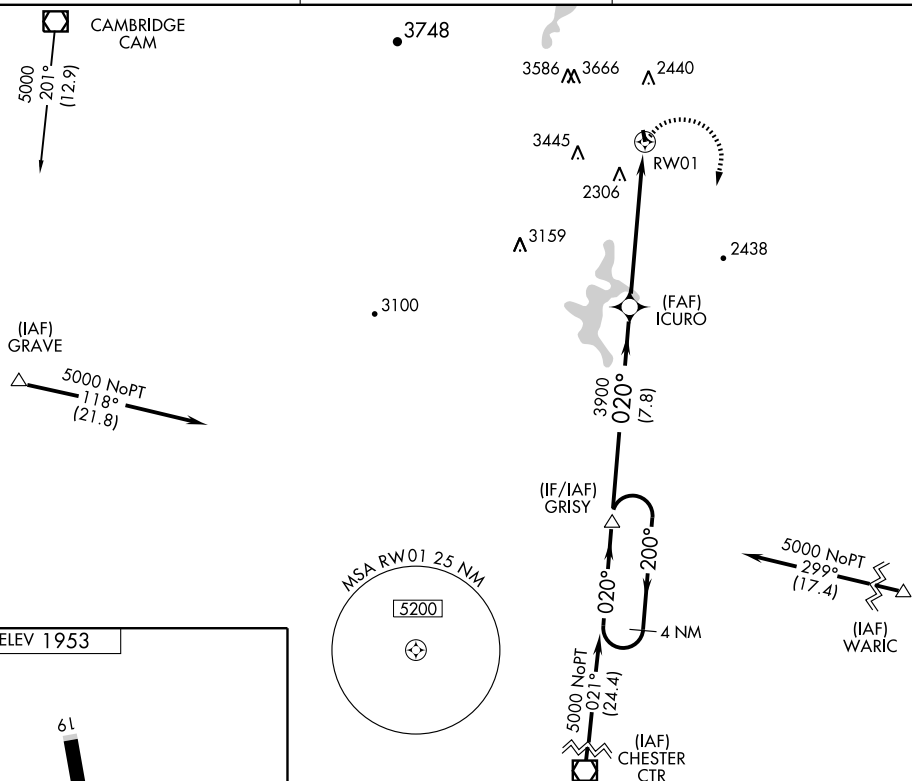 CAMBRIDGE
CAM
5000
201°
(12.9)
3748
3586
3666
2440
3445
RW01
2306
3159
2438
3100
(FAF)
ICURO
(IAF)
GRAVE
5000 NoPT
118°
(21.8)
3900
020°
(7.8)
(IF/IAF)
GRISY
020°
200°
4 NM
5000 NoPT
299°
(17.4)
(IAF)
WARIC
MSA RW01 25 NM
5200
5000 NoPT
021°
(24.4)
(IAF)
CHESTER
CTR
ELEV 1953
19